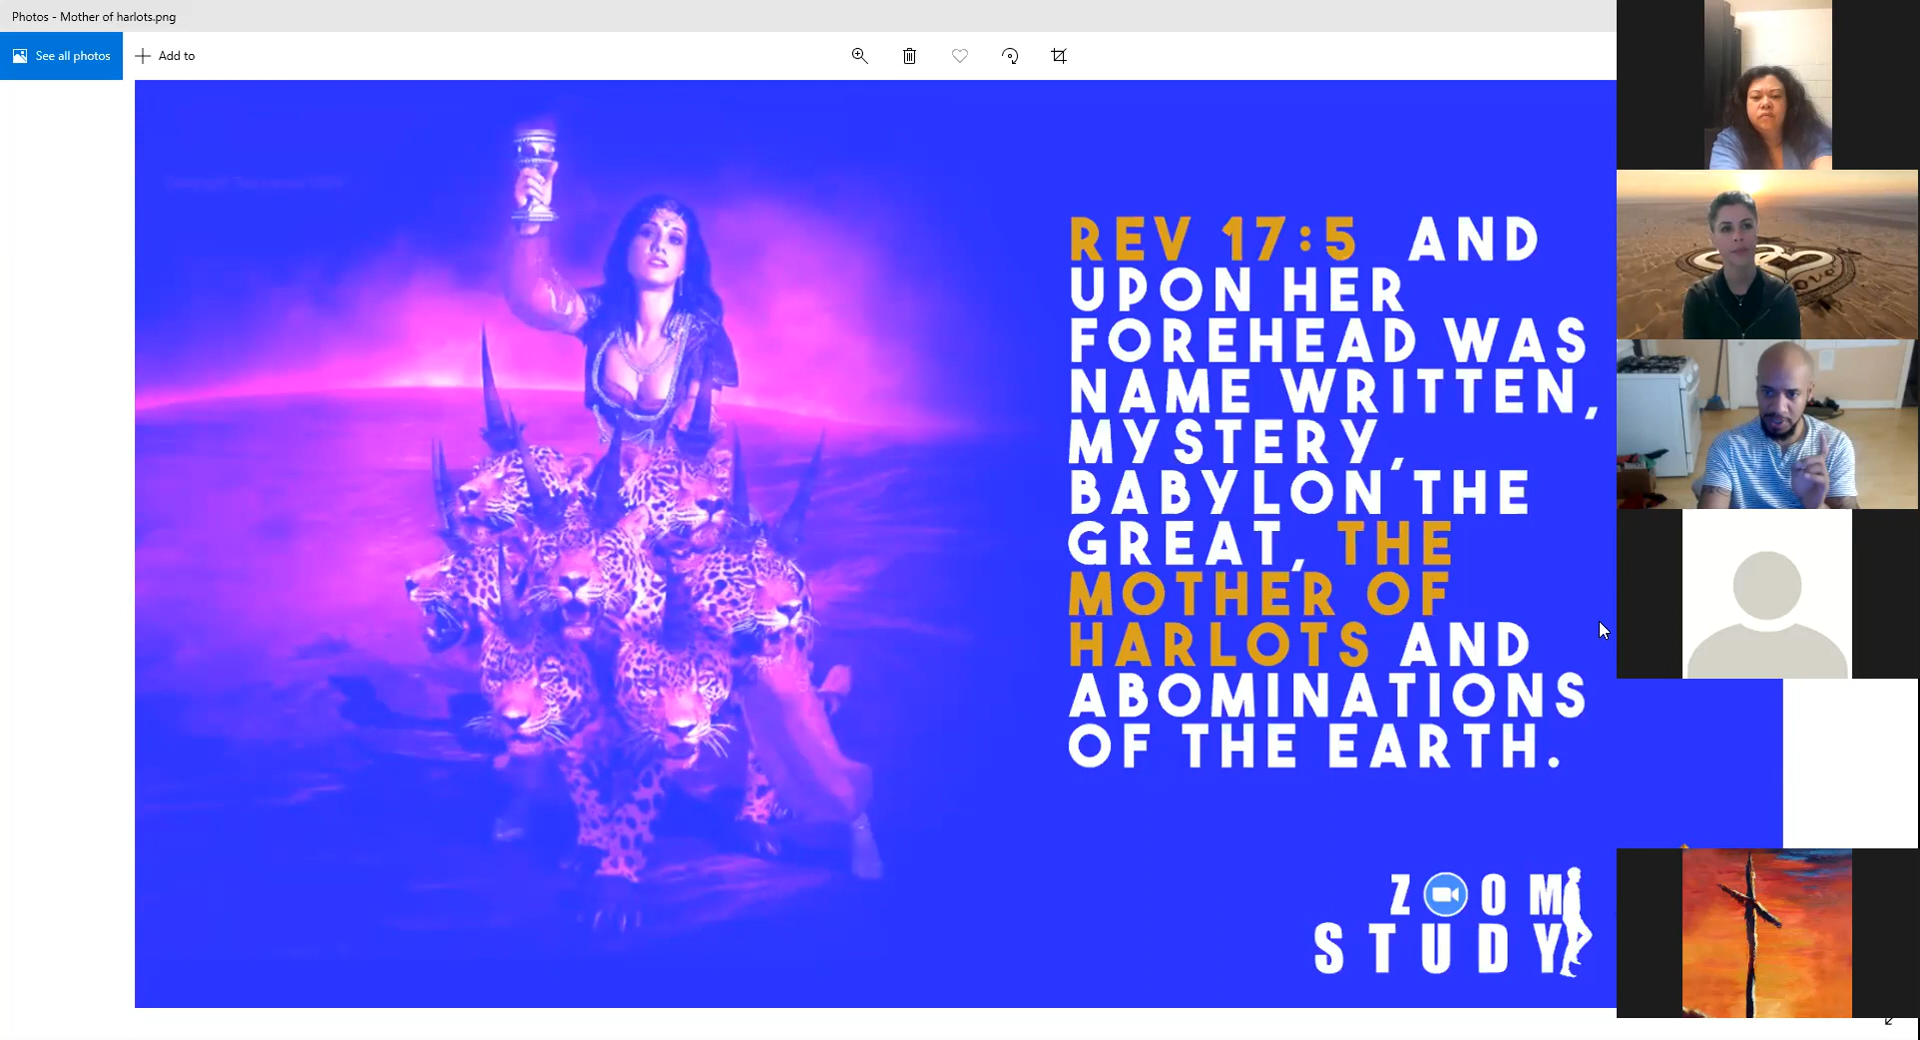 Photos - Mother of harlots.png
See all photos
Add to
REV 17:5 AND
UPON HER
FOREHEAD WAS
NAME WRITTEN,
MYSTERY,
BABYLON THE
GREAT, THE
MOTHER OF
HARLOTS AND
ABOMINATIONS
OF THE EARTH.
ZOOM
STUDY